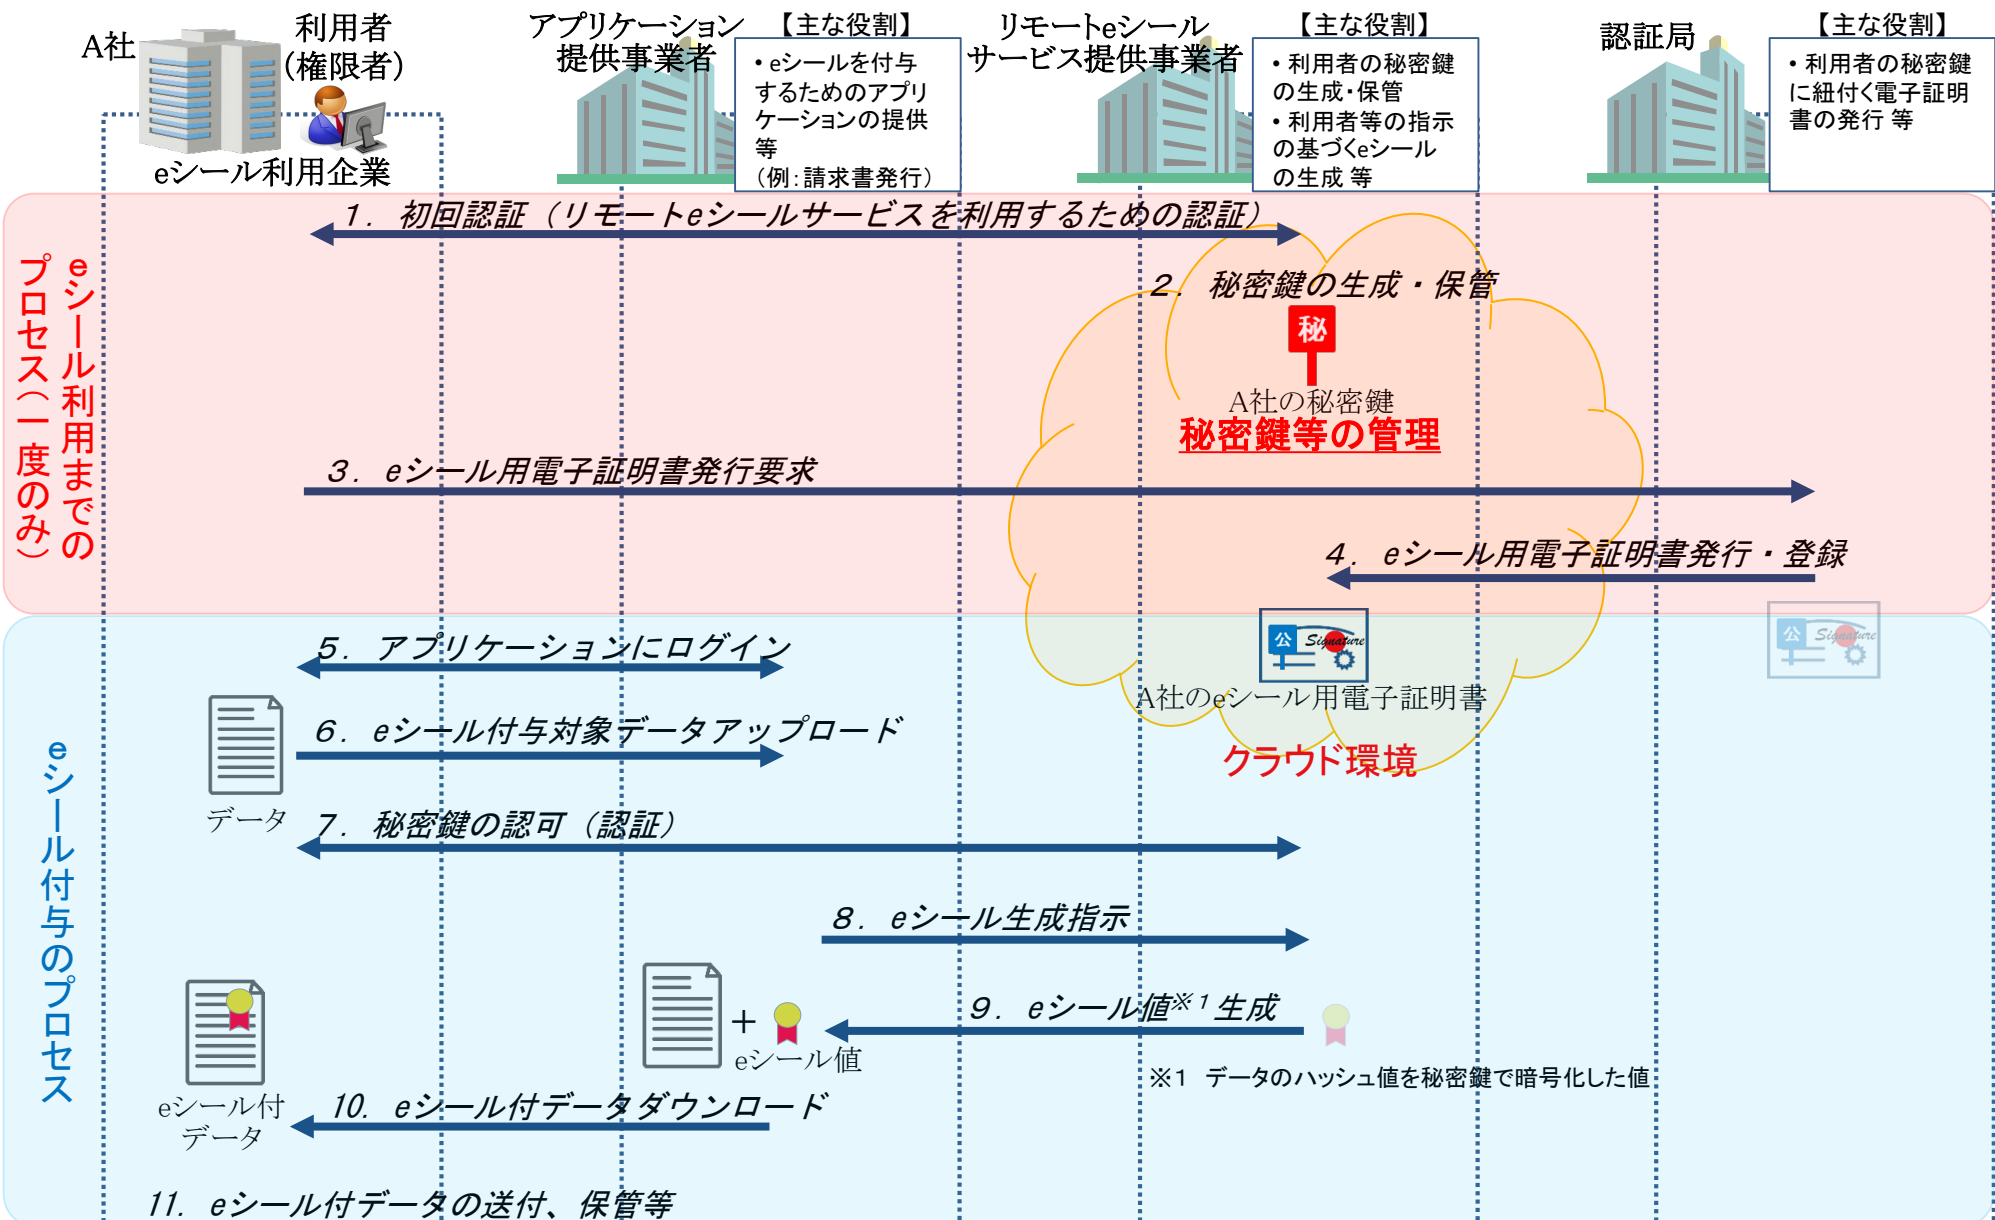 A社
利用者
（権限者）
eシール利用企業
アプリケーション
提供事業者
【主な役割】
・eシールを付与
するためのアプリ
ケーションの提供
等
（例：請求書発行）
リモートeシール
サービス提供事業者
【主な役割】
・利用者の秘密鍵
の生成・保管
・利用者等の指示
の基づくeシール
の生成 等
認証局
【主な役割】
・利用者の秘密鍵
に紐付く電子証明
書の発行 等
eシール利用までの
プロセス（一度のみ）
1. 初回認証（リモートeシールサービスを利用するための認証）
2. 秘密鍵の生成・保管
秘
A社の秘密鍵
秘密鍵等の管理
3. eシール用電子証明書発行要求
4. eシール用電子証明書発行・登録
eシール付与のプロセス
5. アプリケーションにログイン
公 Signature
公 Signature
A社のeシール用電子証明書
6. eシール付与対象データアップロード
クラウド環境
データ
7. 秘密鍵の認可（認証）
8. eシール生成指示
9. eシール値※1生成
＋
eシール値
※1 データのハッシュ値を秘密鍵で暗号化した値
10. eシール付データダウンロード
eシール付
データ
11. eシール付データの送付、保管等